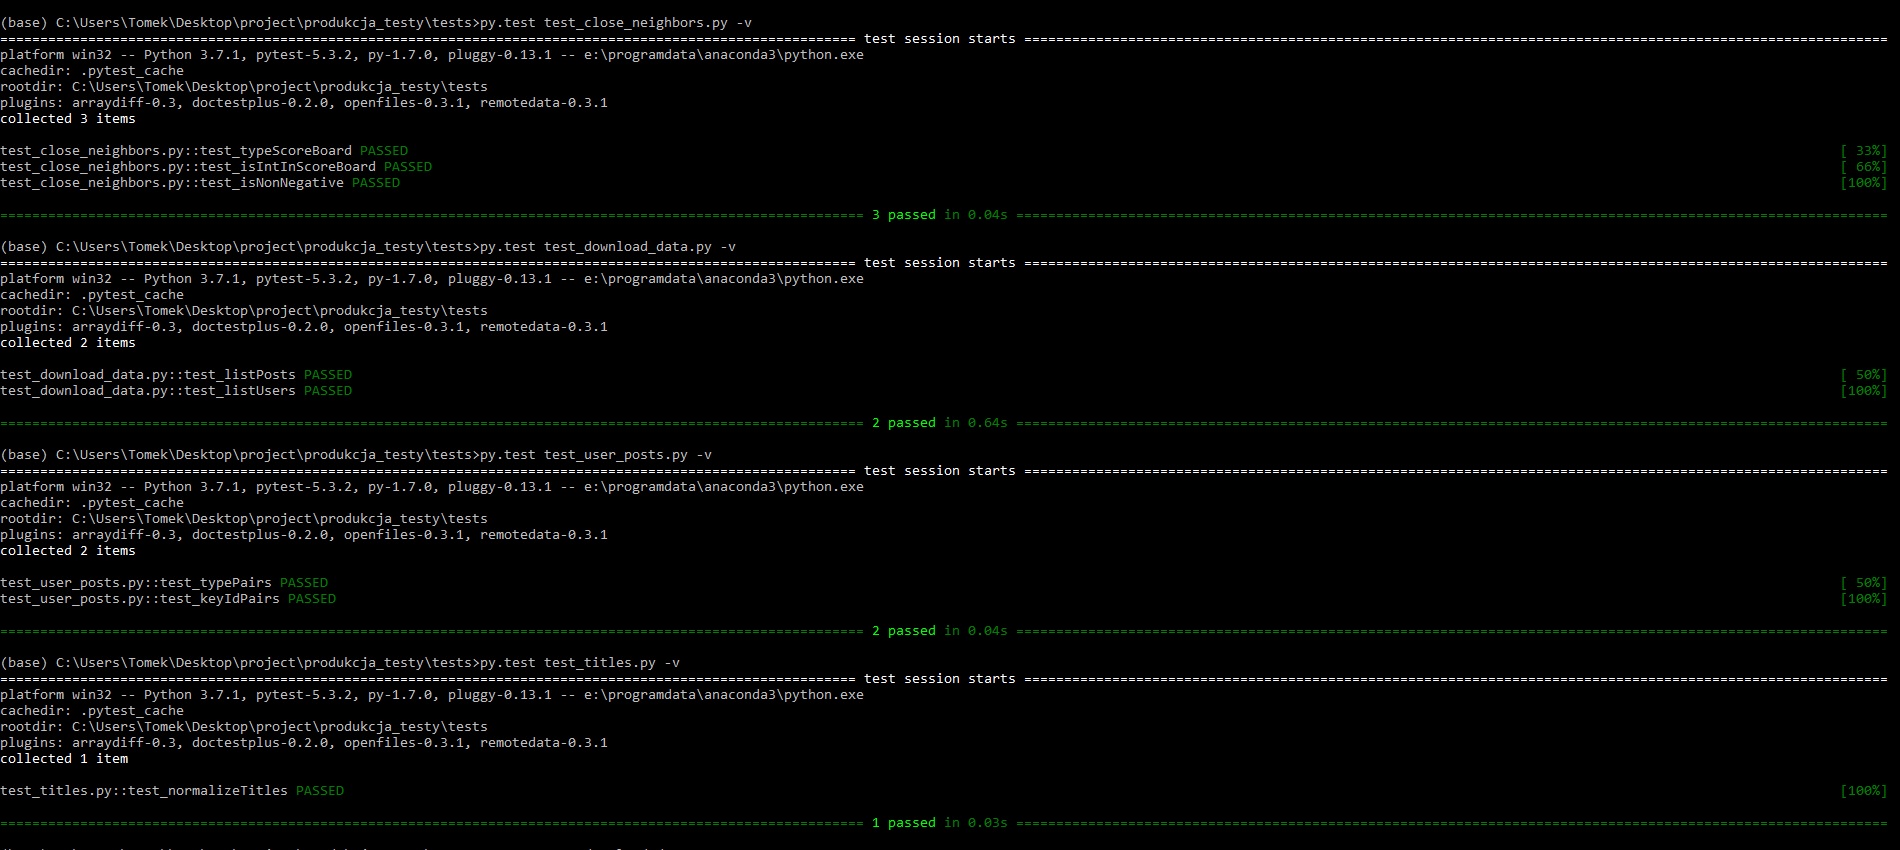 (base) C:\Users\Tomek\Desktop\project\produkcja_testy\tests>py.test test_close_neighbors.py -v
=========================================================================================================== test session starts ============================================================================================================
platform win32 -- Python 3.7.1, pytest-5.3.2, py-1.7.0, pluggy-0.13.1 -- e:\programdata\anaconda3\python.exe
cachedir: .pytest_cache
rootdir: C:\Users\Tomek\Desktop\project\produkcja_testy\tests
plugins: arraydiff-0.3, doctestplus-0.2.0, openfiles-0.3.1, remotedata-0.3.1
collected 3 items
test_close_neighbors.py::test_typeScoreBoard PASSED [ 33%]
test_close_neighbors.py::test_isIntInScoreBoard PASSED [ 66%]
test_close_neighbors.py::test_isNonNegative PASSED [100%]
============================================================================================================ 3 passed in 0.04s =============================================================================================================
(base) C:\Users\Tomek\Desktop\project\produkcja_testy\tests>py.test test_download_data.py -v
=========================================================================================================== test session starts ============================================================================================================
platform win32 -- Python 3.7.1, pytest-5.3.2, py-1.7.0, pluggy-0.13.1 -- e:\programdata\anaconda3\python.exe
cachedir: .pytest_cache
rootdir: C:\Users\Tomek\Desktop\project\produkcja_testy\tests
plugins: arraydiff-0.3, doctestplus-0.2.0, openfiles-0.3.1, remotedata-0.3.1
collected 2 items
test_download_data.py::test_listPosts PASSED [ 50%]
test_download_data.py::test_listUsers PASSED [100%]
============================================================================================================ 2 passed in 0.64s =============================================================================================================
(base) C:\Users\Tomek\Desktop\project\produkcja_testy\tests>py.test test_user_posts.py -v
=========================================================================================================== test session starts ============================================================================================================
platform win32 -- Python 3.7.1, pytest-5.3.2, py-1.7.0, pluggy-0.13.1 -- e:\programdata\anaconda3\python.exe
cachedir: .pytest_cache
rootdir: C:\Users\Tomek\Desktop\project\produkcja_testy\tests
plugins: arraydiff-0.3, doctestplus-0.2.0, openfiles-0.3.1, remotedata-0.3.1
collected 2 items
test_user_posts.py::test_typePairs PASSED [ 50%]
test_user_posts.py::test_keyIdPairs PASSED [100%]
============================================================================================================ 2 passed in 0.04s =============================================================================================================
(base) C:\Users\Tomek\Desktop\project\produkcja_testy\tests>py.test test_titles.py -v
=========================================================================================================== test session starts ============================================================================================================
platform win32 -- Python 3.7.1, pytest-5.3.2, py-1.7.0, pluggy-0.13.1 -- e:\programdata\anaconda3\python.exe
cachedir: .pytest_cache
rootdir: C:\Users\Tomek\Desktop\project\produkcja_testy\tests
plugins: arraydiff-0.3, doctestplus-0.2.0, openfiles-0.3.1, remotedata-0.3.1
collected 1 item
test_titles.py::test_normalizeTitles PASSED [100%]
============================================================================================================ 1 passed in 0.03s =============================================================================================================